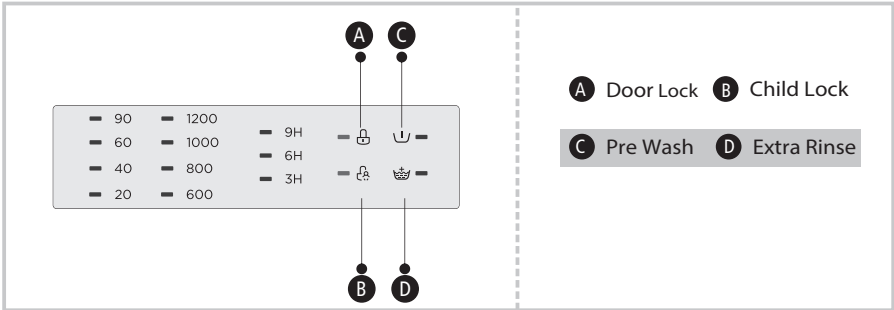 A C
90 1200
60 1000 9H
40 800 6H
20 600 3H
B D
A Door Lock B Child Lock
C Pre Wash D Extra Rinse